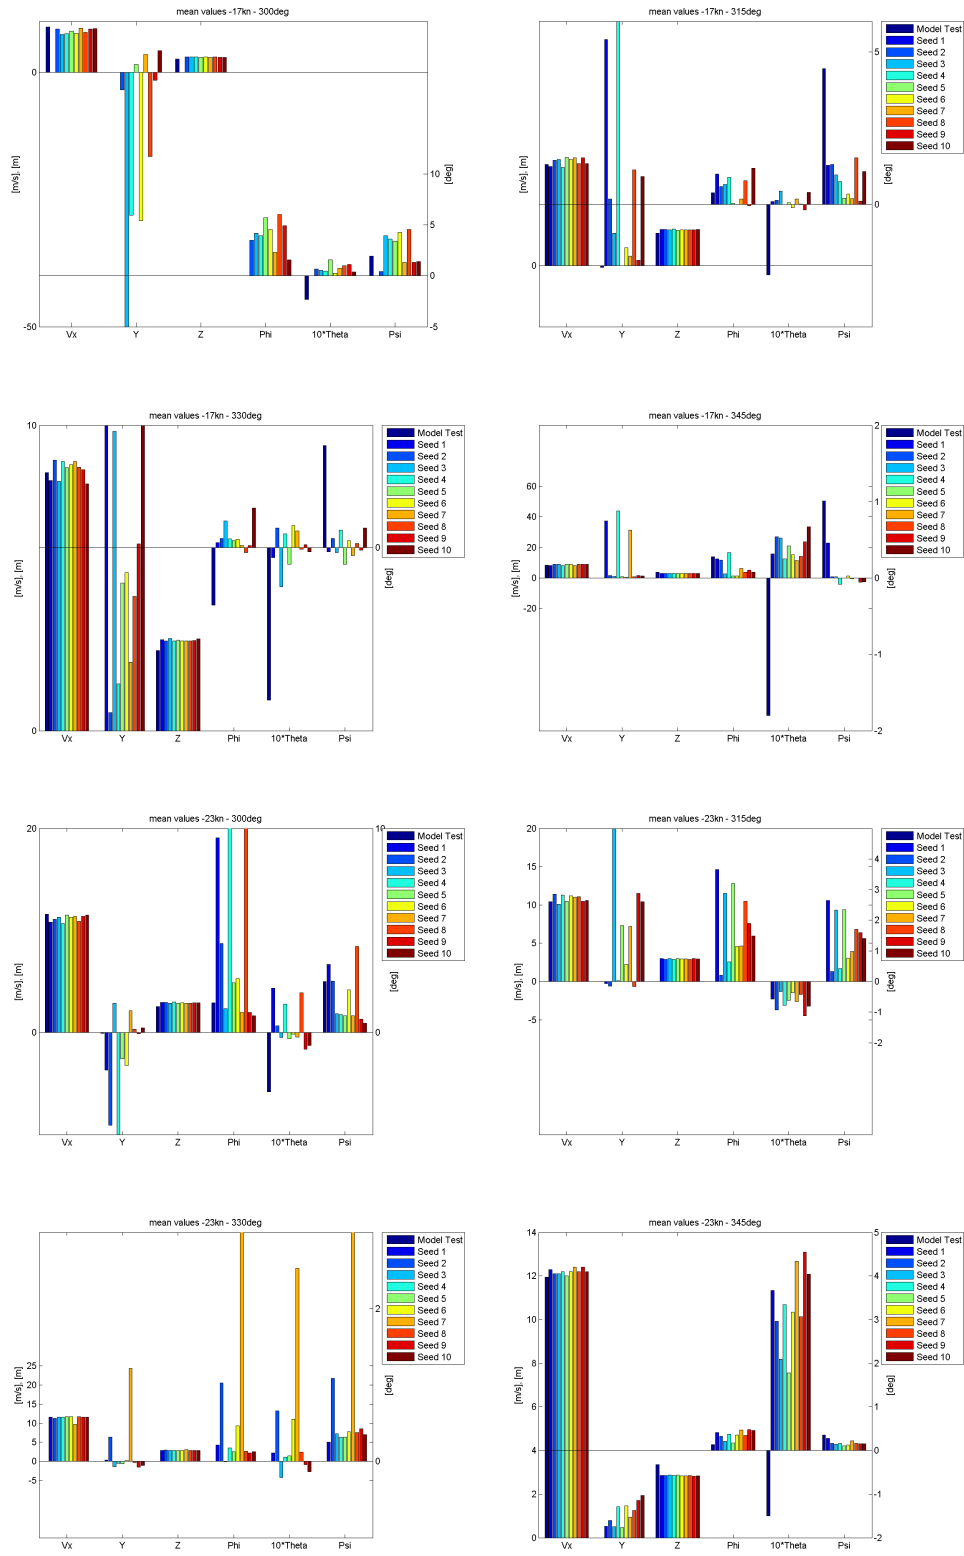 mean values -17kn - 300deg
0
-50
[m/s], [m]
10
5
0
-5
[deg]
Vx Y Z Phi 10*Theta Psi
mean values -17kn - 315deg
0
[m/s], [m]
5
0
[deg]
Vx Y Z Phi 10*Theta Psi
Model Test
Seed 1
Seed 2
Seed 3
Seed 4
Seed 5
Seed 6
Seed 7
Seed 8
Seed 9
Seed 10
mean values -17kn - 330deg
10
0
[m/s], [m]
0
[deg]
Vx Y Z Phi 10*Theta Psi
Model Test
Seed 1
Seed 2
Seed 3
Seed 4
Seed 5
Seed 6
Seed 7
Seed 8
Seed 9
Seed 10
mean values -17kn - 345deg
60
40
20
0
-20
[m/s], [m]
2
1
0
-1
-2
[deg]
Vx Y Z Phi 10*Theta Psi
Model Test
Seed 1
Seed 2
Seed 3
Seed 4
Seed 5
Seed 6
Seed 7
Seed 8
Seed 9
Seed 10
mean values -23kn - 300deg
20
0
[m/s], [m]
10
0
[deg]
Vx Y Z Phi 10*Theta Psi
Model Test
Seed 1
Seed 2
Seed 3
Seed 4
Seed 5
Seed 6
Seed 7
Seed 8
Seed 9
Seed 10
mean values -23kn - 315deg
20
15
10
5
0
-5
[m/s], [m]
4
3
2
1
0
-1
-2
[deg]
Vx Y Z Phi 10*Theta Psi
Model Test
Seed 1
Seed 2
Seed 3
Seed 4
Seed 5
Seed 6
Seed 7
Seed 8
Seed 9
Seed 10
mean values -23kn - 330deg
25
20
15
10
5
0
-5
[m/s], [m]
2
0
[deg]
Vx Y Z Phi 10*Theta Psi
Model Test
Seed 1
Seed 2
Seed 3
Seed 4
Seed 5
Seed 6
Seed 7
Seed 8
Seed 9
Seed 10
mean values -23kn - 345deg
14
12
10
8
6
4
2
0
[m/s], [m]
5
4
3
2
1
0
-1
-2
[deg]
Vx Y Z Phi 10*Theta Psi
Model Test
Seed 1
Seed 2
Seed 3
Seed 4
Seed 5
Seed 6
Seed 7
Seed 8
Seed 9
Seed 10